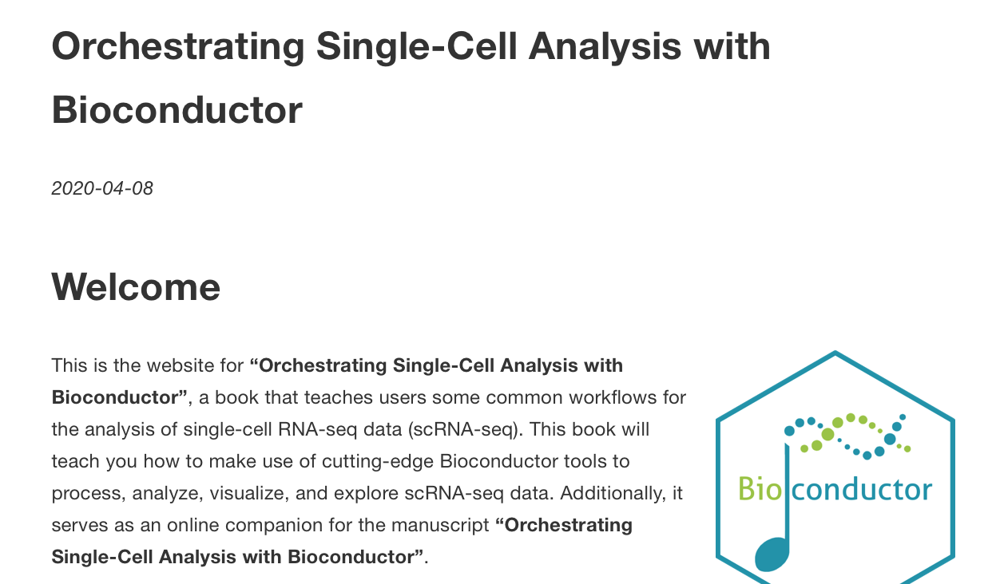 Orchestrating Single-Cell Analysis with
Bioconductor
2020-04-08
Welcome
This is the website for “Orchestrating Single-Cell Analysis with
Bioconductor”, a book that teaches users some common workflows for
the analysis of single-cell RNA-seq data (scRNA-seq). This book will
teach you how to make use of cutting-edge Bioconductor tools to
process, analyze, visualize, and explore scRNA-seq data. Additionally, it
serves as an online companion for the manuscript “Orchestrating
Single-Cell Analysis with Bioconductor”.
Bioconductor